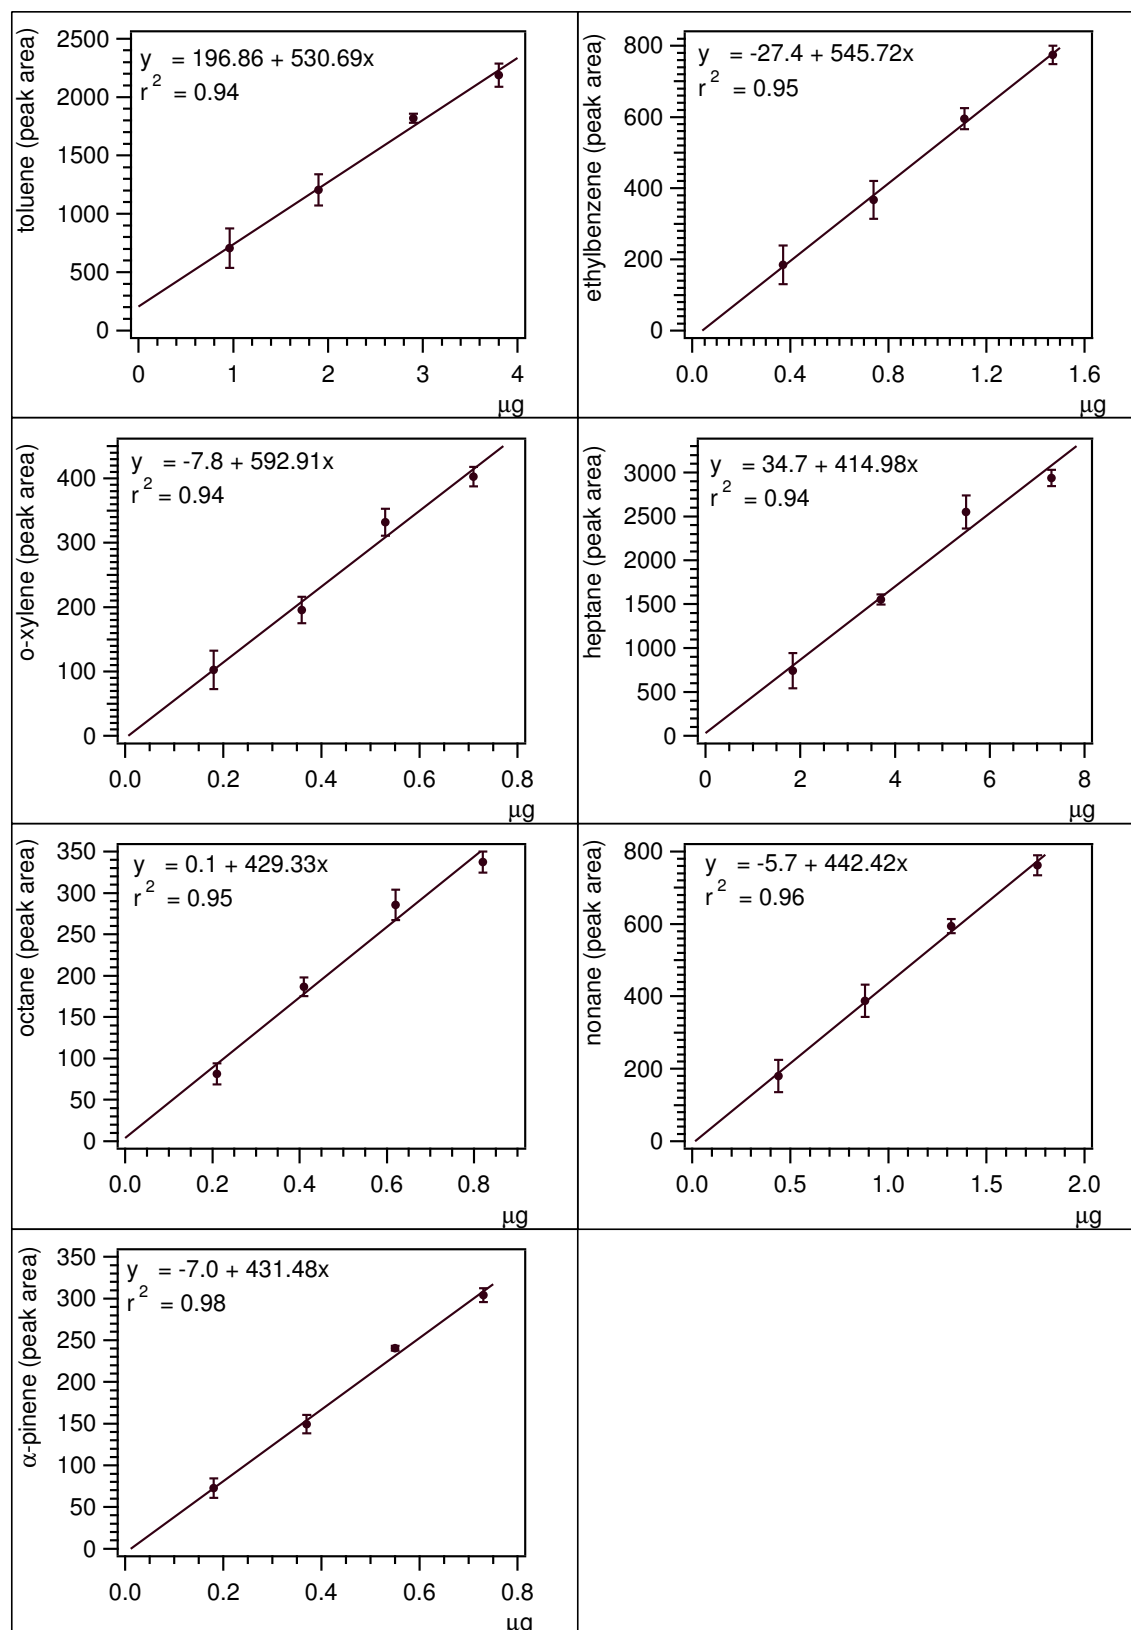 toluene (peak area)
2500
2000
1500
1000
500
0
y = 196.86 + 530.69x
r 2 = 0.94
0 1 2 3 4
µg
ethylbenzene (peak area)
800
600
400
200
0
y = -27.4 + 545.72x
r 2 = 0.95
0.0 0.4 0.8 1.2 1.6
µg
o-xylene (peak area)
400
300
200
100
0
y = -7.8 + 592.91x
r 2 = 0.94
0.0 0.2 0.4 0.6 0.8
µg
heptane (peak area)
3000
2500
2000
1500
1000
500
0
y = 34.7 + 414.98x
r 2 = 0.94
0 2 4 6 8
µg
octane (peak area)
350
300
250
200
150
100
50
0
y = 0.1 + 429.33x
r 2 = 0.95
0.0 0.2 0.4 0.6 0.8
µg
nonane (peak area)
800
600
400
200
0
y = -5.7 + 442.42x
r 2 = 0.96
0.0 0.5 1.0 1.5 2.0
µg
α-pinene (peak area)
350
300
250
200
150
100
50
0
y = -7.0 + 431.48x
r 2 = 0.98
0.0 0.2 0.4 0.6 0.8
µg